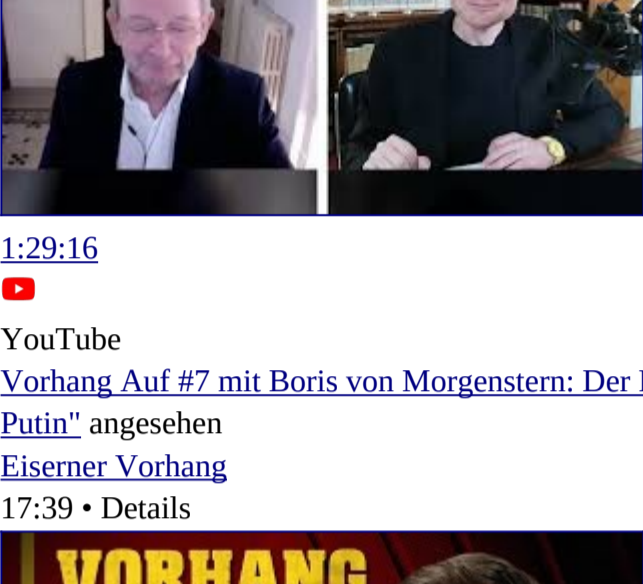 1:29:16
YouTube
Vorhang Auf #7 mit Boris von Morgenstern: Der
Putin" angesehen
Eiserner Vorhang
17:39 • Details
VORHANG